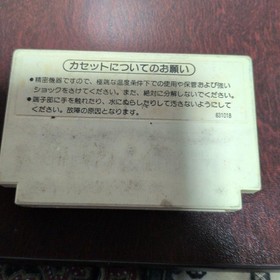 カセットについてのお願い
●精密機器ですので、極端な温度条件下での使用や保管および強い
ショックをさけてください。また、絶対に分解しないでください。
●端子部に手を触れたり、水にぬらしたりして汚さないようにして
ください。故障の原因となります。
631018